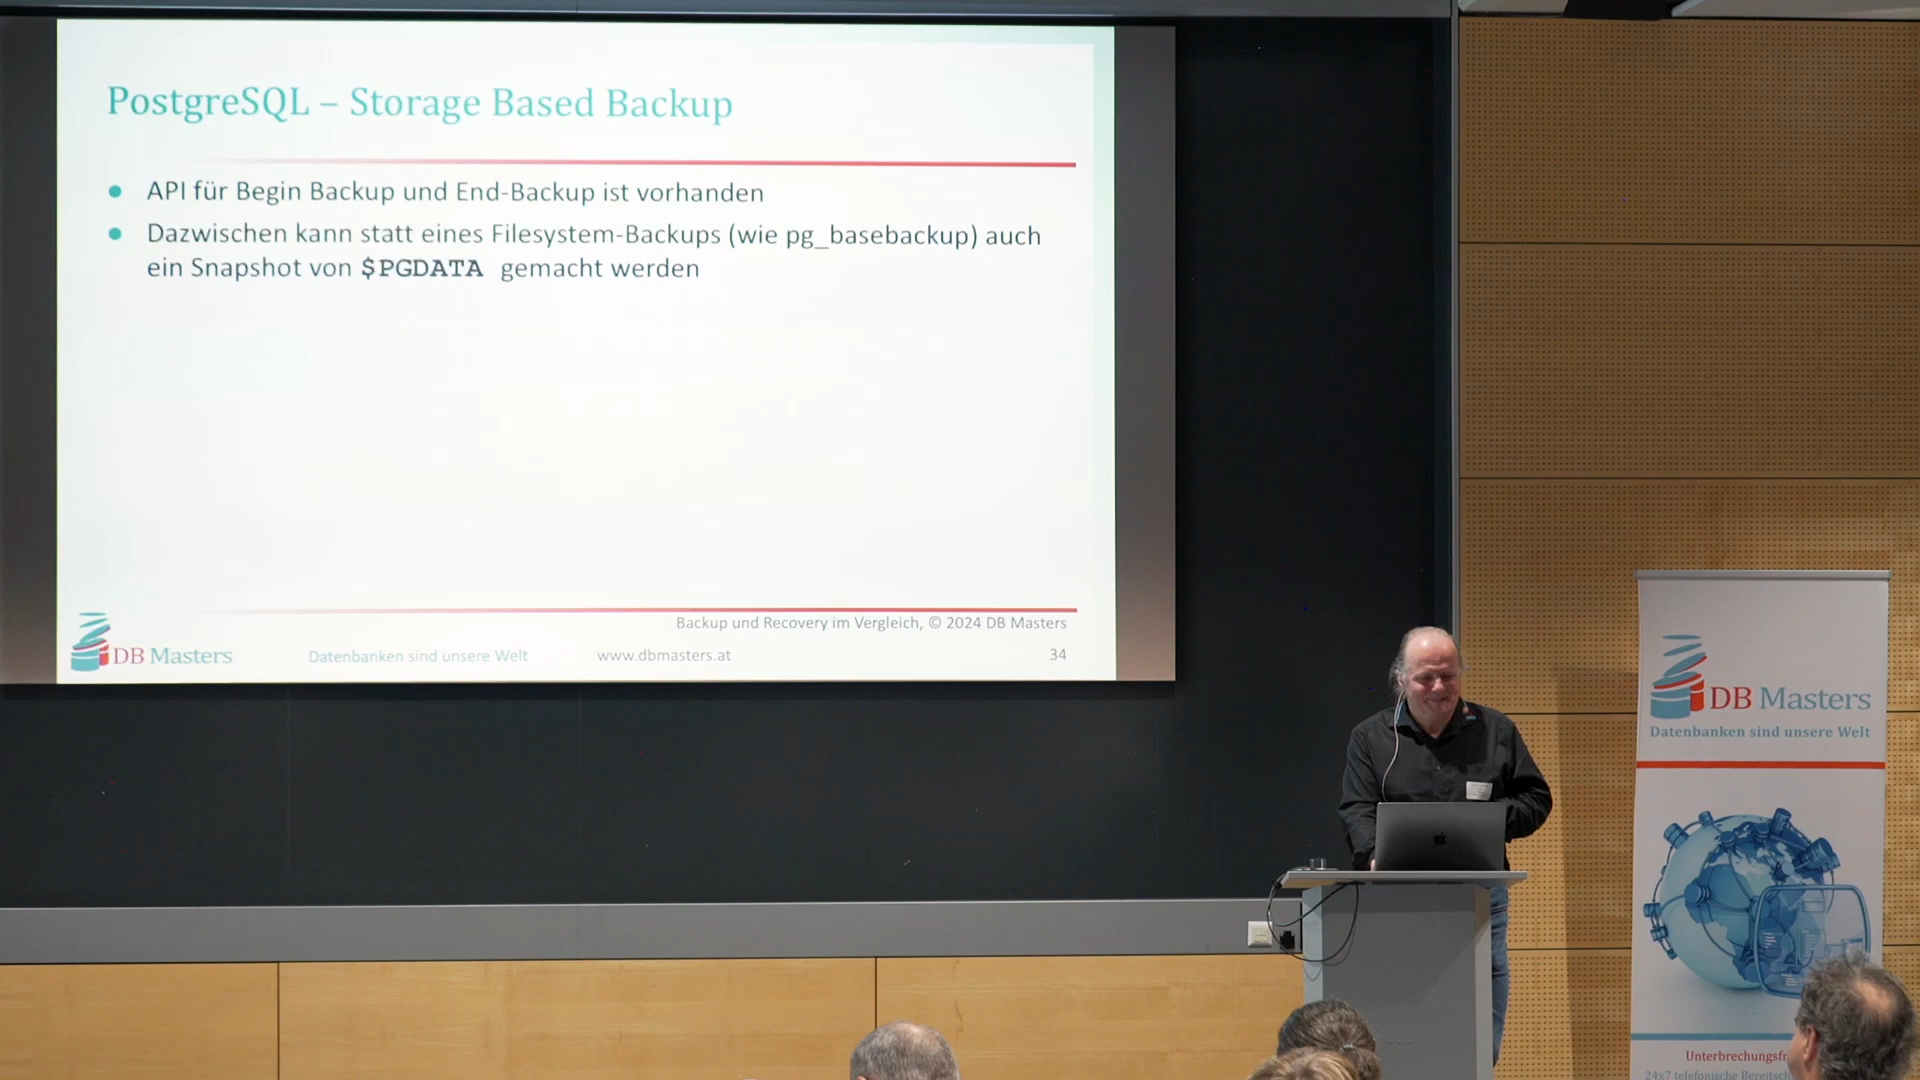 PostgreSQL – Storage Based Backup
API für Begin Backup und End-Backup ist vorhanden
Dazwischen kann statt eines Filesystem-Backups (wie pg_basebackup) auch
ein Snapshot von $PGDATA gemacht werden
Backup und Recovery im Vergleich, © 2024 DB Masters
DB Masters
Datenbanken sind unsere Welt
www.dbmasters.at
34
DB Masters
Datenbanken sind unsere Welt
24x7 telefonische